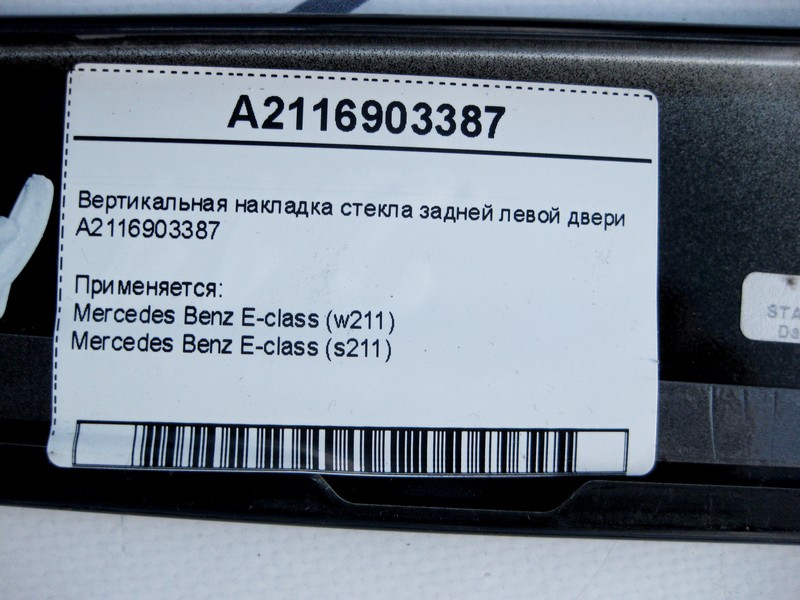 A2116903387
Вертикальная накладка стекла задней левой двери
A2116903387
Применяется:
Mercedes Benz E-class (w211)
Mercedes Benz E-class (s211)